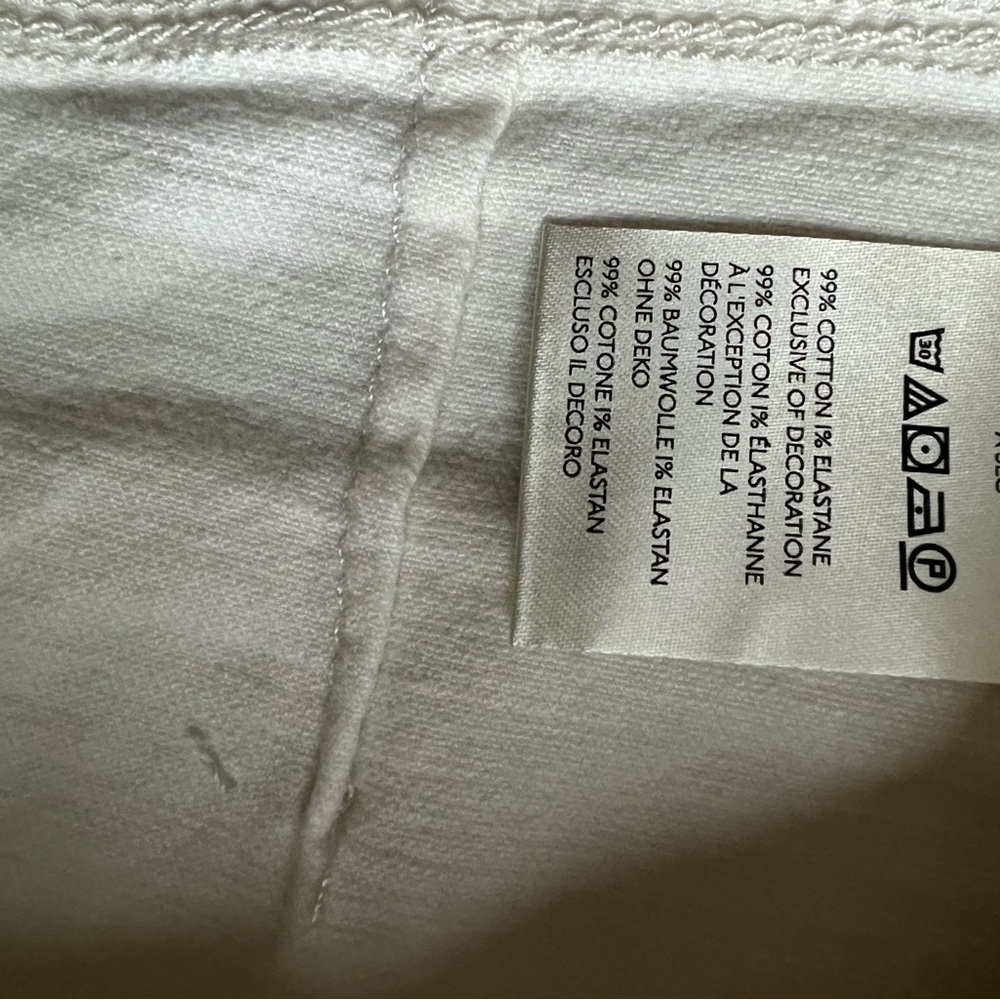 30
P
99% COTTON 1% ELASTANE
EXCLUSIVE OF DECORATION
99% COTON 1% ÉLASTHANNE
À L'EXCEPTION DE LA
DÉCORATION
99% BAUMWOLLE 1% ELASTAN
OHNE DEKO
99% COTONE 1% ELASTAN
ESCLUSO IL DECORO